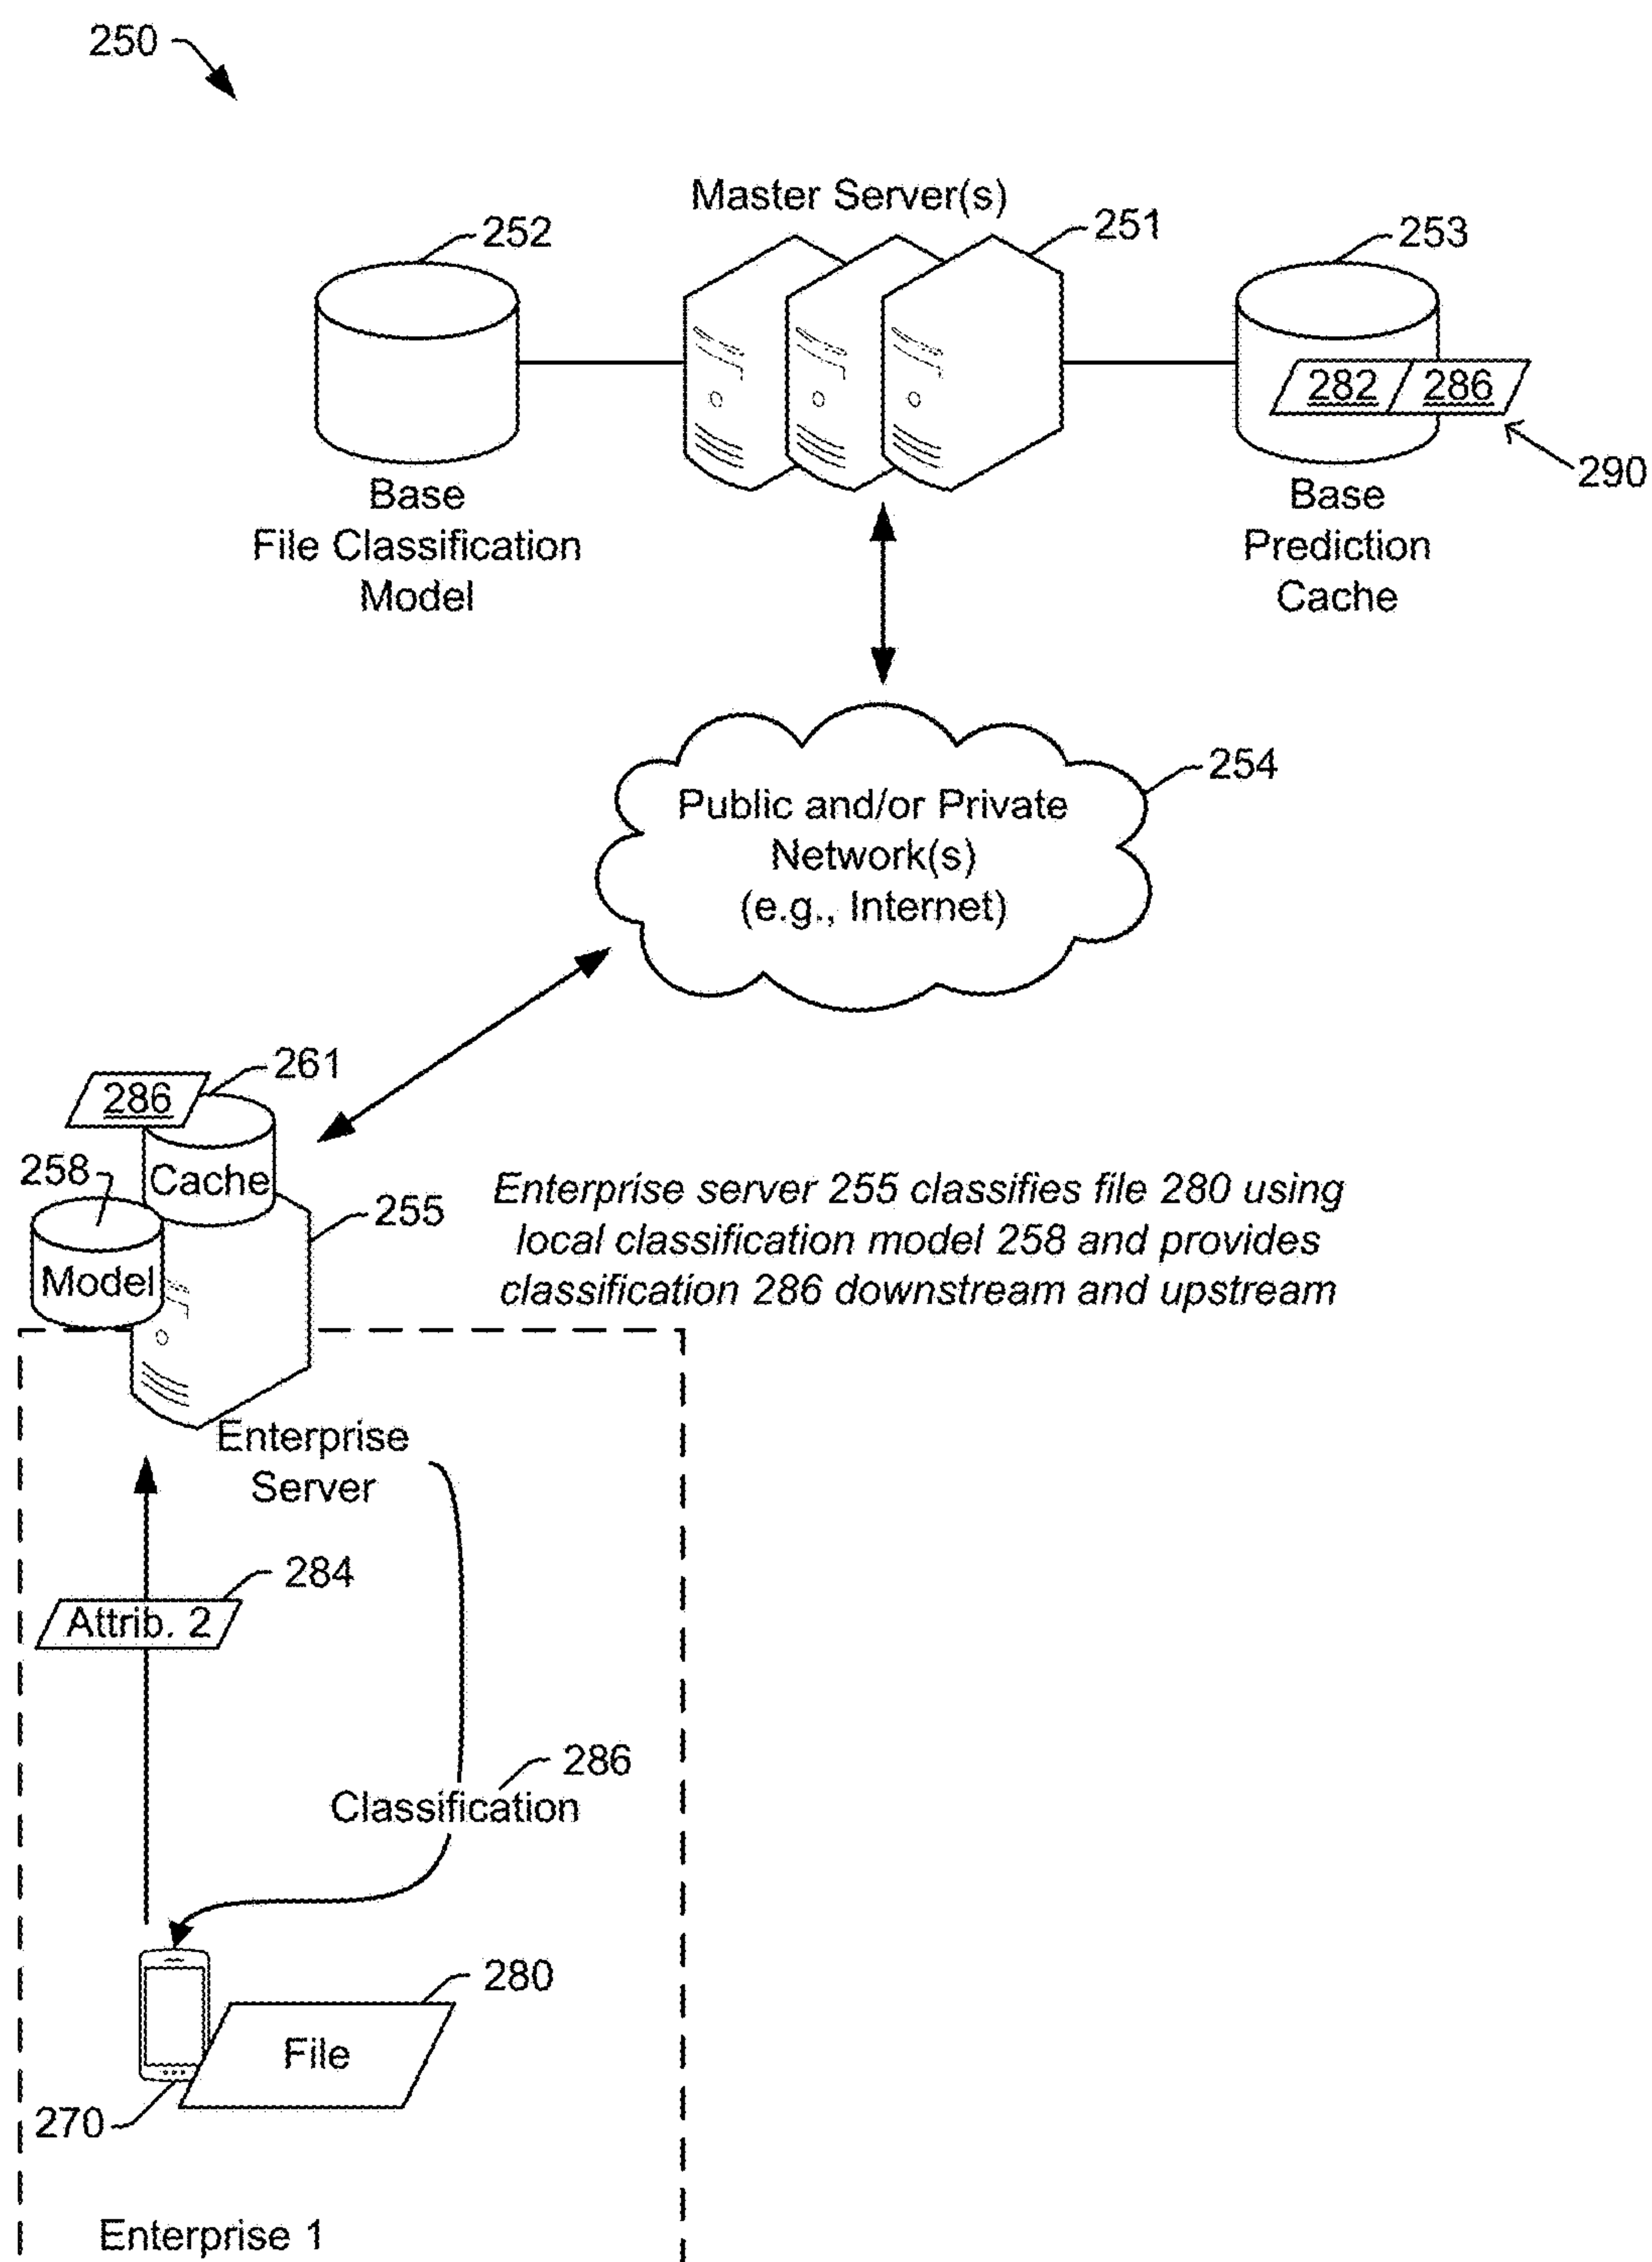 250
Master Server(s)
252
251
253
282 286
290
Base
File Classification
Model
Base
Prediction
Cache
254
Public and/or Private
Network(s)
(e.g., Internet)
261
286
258
Cache
255
Model
Enterprise server 255 classifies file 280 using
local classification model 258 and provides
classification 286 downstream and upstream
Enterprise
Server
284
Attrib. 2
286
Classification
280
File
270
Enterprise 1